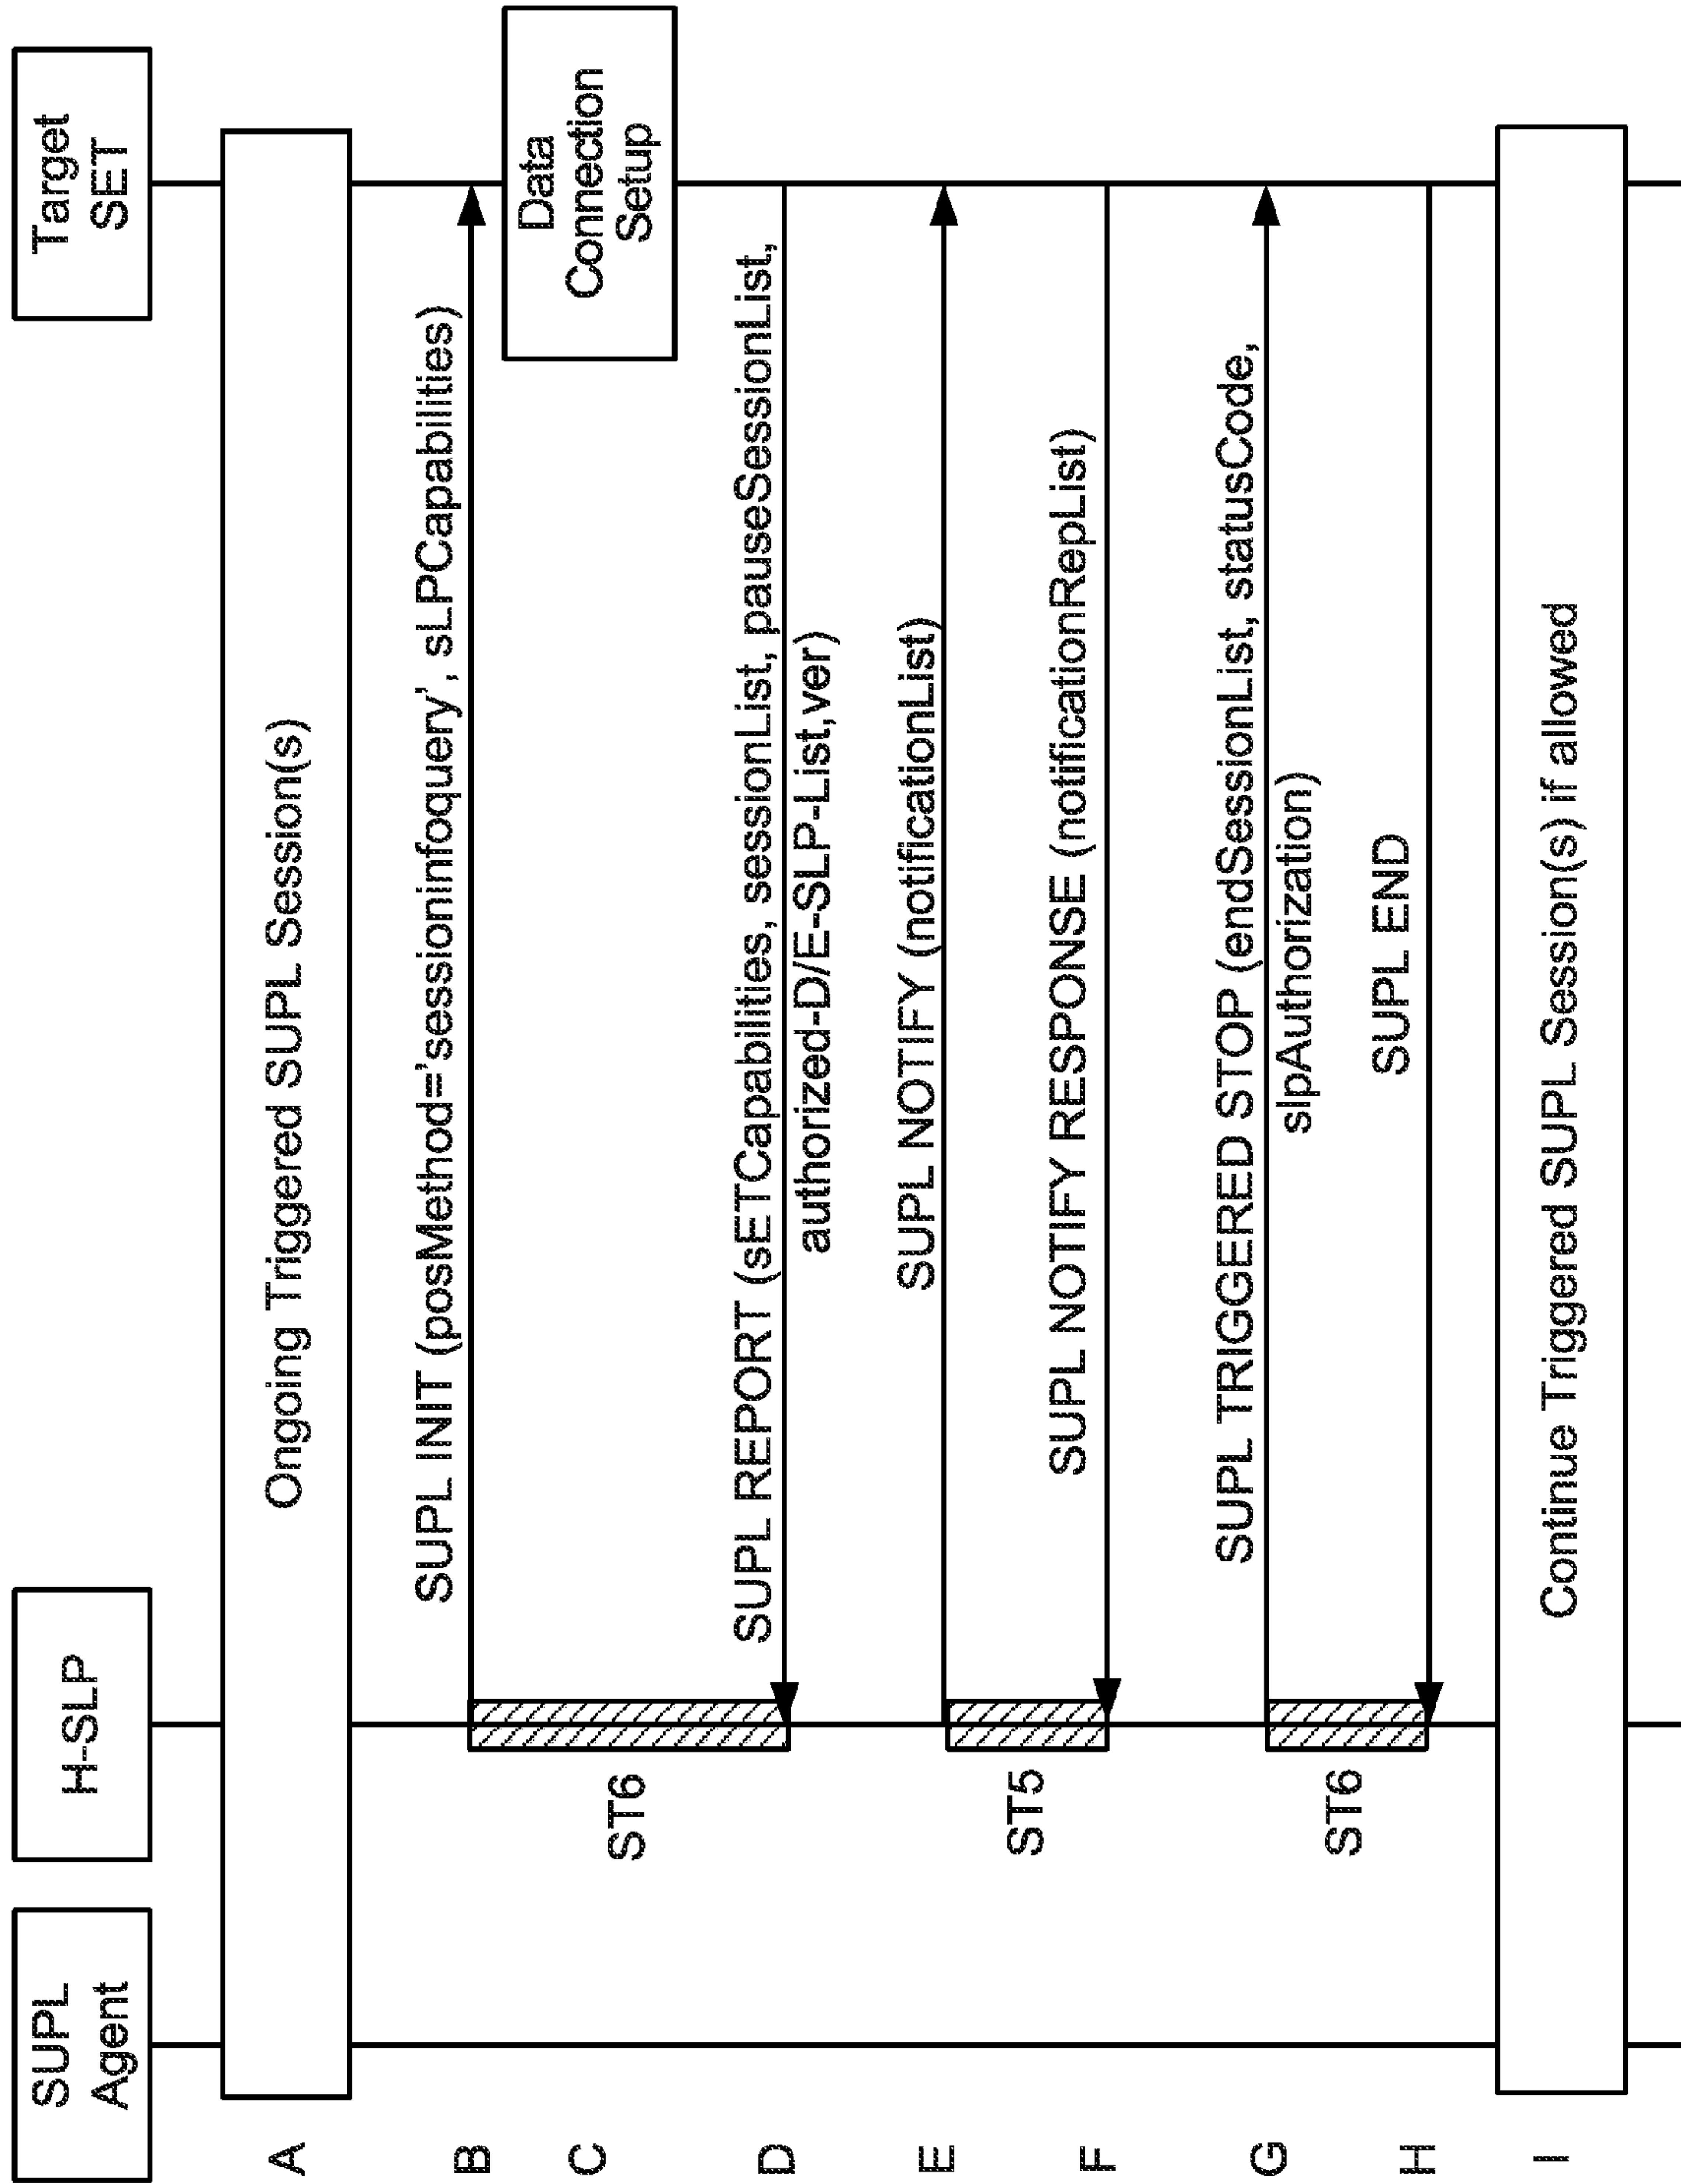 SUPL
Agent
H-SLP
Target
SET
A
Ongoing Triggered SUPL Session(s)
B
SUPL INIT (posMethod='sessioninfoquery', sLPCapabilities)
C
Data
Connection
Setup
ST6
D
SUPL REPORT (sETCapabilities, sessionList, pauseSessionList,
authorized-D/E-SLP-List,ver)
E
SUPL NOTIFY (notificationList)
ST5
F
SUPL NOTIFY RESPONSE (notificationRepList)
G
SUPL TRIGGERED STOP (endSessionList, statusCode,
slpAuthorization)
ST6
H
SUPL END
I
Continue Triggered SUPL Session(s) if allowed